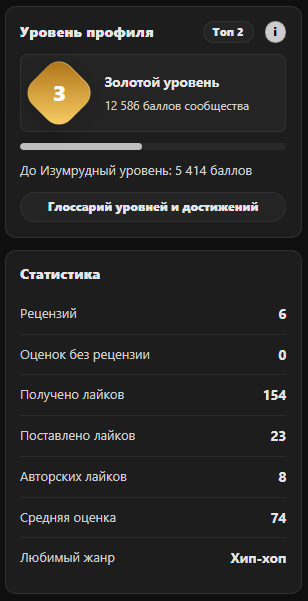 Уровень профиля
Топ 2
i
3
Золотой уровень
12 586 баллов сообщества
До Изумрудный уровень: 5 414 баллов
Глоссарий уровней и достижений
Статистика
Рецензий 6
Оценок без рецензии 0
Получено лайков 154
Поставлено лайков 23
Авторских лайков 8
Средняя оценка 74
Любимый жанр Хип-хоп